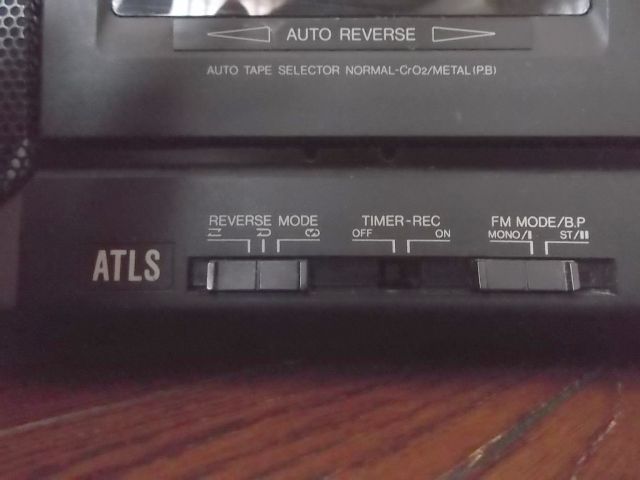 AUTO REVERSE
AUTO TAPE SELECTOR NORMAL-CrO2/METAL(PB)
REVERSE MODE
TIMER-REC
OFF ON
FM MODE/B.P
MONO/I ST/II
ATLS